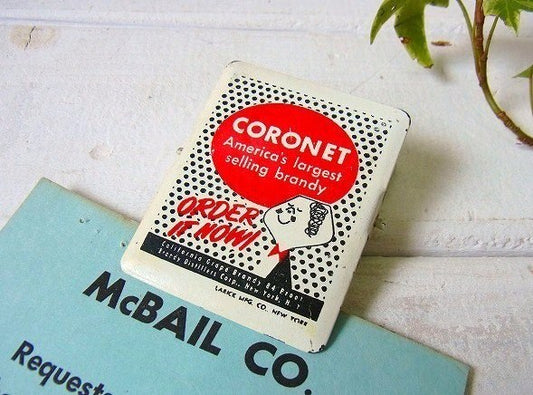 CORONET
America's largest
selling brandy
ORDER
IT NOW!
California Grape Brandy 84 Proof
Brandy Distillers Corp., New York, N.Y.
LARICK MFG. CO. NEW YORK
McBAIL CO.